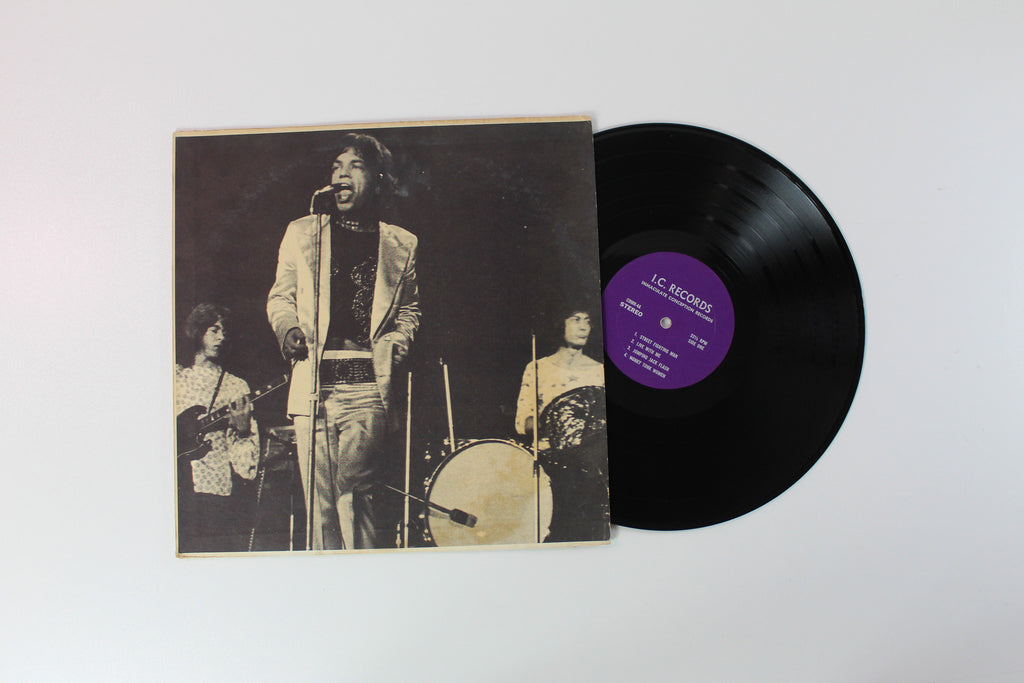 I.C. RECORDS
IMMACULATE CONCEPTION RECORDS
STEREO
33⅓ RPM
SIDE ONE
1. STREET FIGHTING MAN
2. LIVE WITH ME
3. JUMPING JACK FLASH
4. HONKY TONK WOMEN